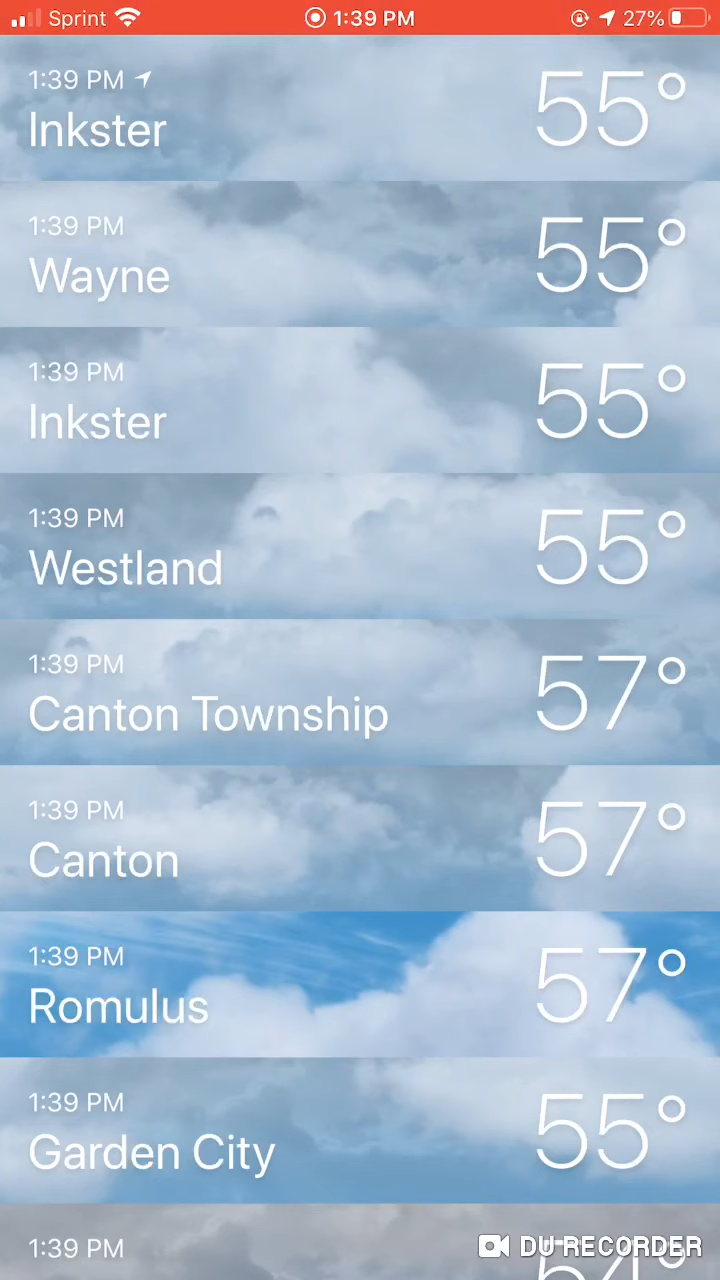 Sprint 1:39 PM 27%
1:39 PM
Inkster 55°
1:39 PM
Wayne 55°
1:39 PM
Inkster 55°
1:39 PM
Westland 55°
1:39 PM
Canton Township 57°
1:39 PM
Canton 57°
1:39 PM
Romulus 57°
1:39 PM
Garden City 55°
1:39 PM
DU RECORDER